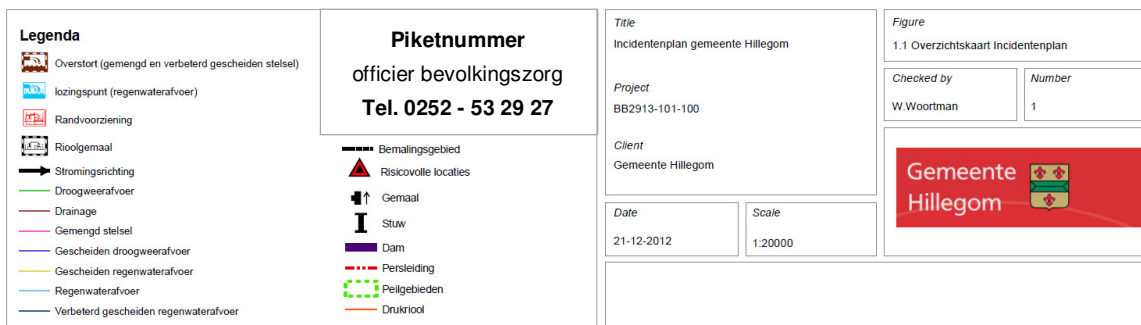 Legenda
Overstort (gemengd en verbeterd gescheiden stelsel)
lozingspunt (regenwaterafvoer)
Randvoorziening
Rioolgemaal
Stromingsrichting
Droogweerafvoer
Drainage
Gemengd stelsel
Gescheiden droogweerafvoer
Gescheiden regenwaterafvoer
Regenwaterafvoer
Verbeterd gescheiden regenwaterafvoer
Piketnummer
officier bevolkingszorg
Tel. 0252 - 53 29 27
Bemalingsgebied
Risicovolle locaties
Gemaal
Stuw
Dam
Persleiding
Peilgebieden
Drukriool
Title
Incidentenplan gemeente Hillegom
Project
BB2913-101-100
Client
Gemeente Hillegom
Date
21-12-2012
Scale
1:20000
Figure
1.1 Overzichtskaart Incidentenplan
Checked by
W.Woortman
Number
1
Gemeente
Hillegom